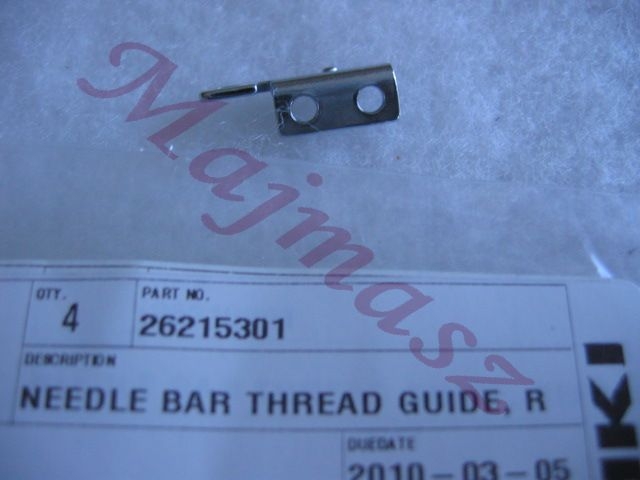 Majmasz
QTY. PART NO.
4 26215301
DESCRIPTION
NEEDLE BAR THREAD GUIDE, R
DUEDATE
2010-03-05